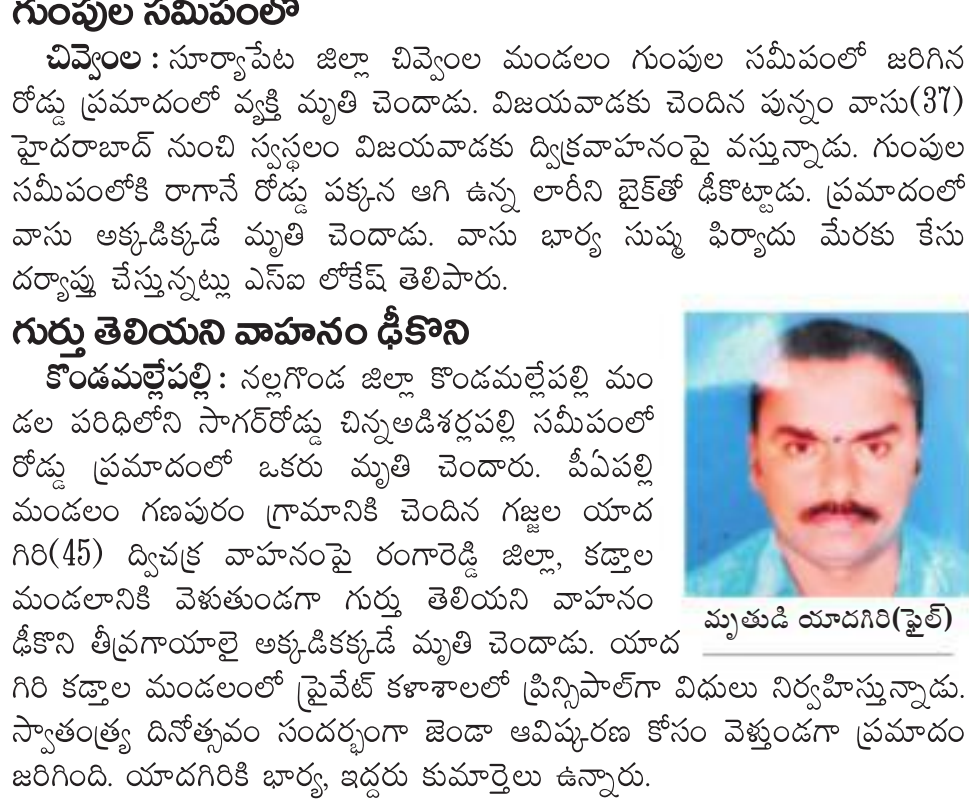 గుంపుల సమీపంలో
చివ్వెంల : సూర్యాపేట జిల్లా చివ్వెంల మండలం గుంపుల సమీపంలో జరిగిన
రోడ్డు ప్రమాదంలో వ్యక్తి మృతి చెందాడు. విజయవాడకు చెందిన పున్నం వాసు(37)
హైదరాబాద్ నుంచి స్వస్థలం విజయవాడకు ద్విక్రవాహనంపై వస్తున్నాడు. గుంపుల
సమీపంలోకి రాగానే రోడ్డు పక్కన ఆగి ఉన్న లారీని బైక్‌తో ఢీకొట్టాడు. ప్రమాదంలో
వాసు అక్కడిక్కడే మృతి చెందాడు. వాసు భార్య సుష్మ ఫిర్యాదు మేరకు కేసు
దర్యాప్తు చేస్తున్నట్లు ఎస్ఐ లోకేష్ తెలిపారు.
గుర్తు తెలియని వాహనం ఢీకొని
కొండమల్లేపల్లి : నల్లగొండ జిల్లా కొండమల్లేపల్లి మం
డల పరిధిలోని సాగర్‌రోడ్డు చిన్నఅడిశర్లపల్లి సమీపంలో
రోడ్డు ప్రమాదంలో ఒకరు మృతి చెందారు. పీఏపల్లి
మండలం గణపురం గ్రామానికి చెందిన గజ్జల యాద
గిరి(45) ద్విచక్ర వాహనంపై రంగారెడ్డి జిల్లా, కడ్తాల
మండలానికి వెళుతుండగా గుర్తు తెలియని వాహనం
ఢీకొని తీవ్రగాయాలై అక్కడికక్కడే మృతి చెందాడు. యాద
గిరి కడ్తాల మండలంలో ప్రైవేట్ కళాశాలలో ప్రిన్సిపాల్‌గా విధులు నిర్వహిస్తున్నాడు.
స్వాతంత్ర్య దినోత్సవం సందర్భంగా జెండా ఆవిష్కరణ కోసం వెళ్తుండగా ప్రమాదం
జరిగింది. యాదగిరికి భార్య, ఇద్దరు కుమార్తెలు ఉన్నారు.
మృతుడి యాదగిరి(ఫైల్)